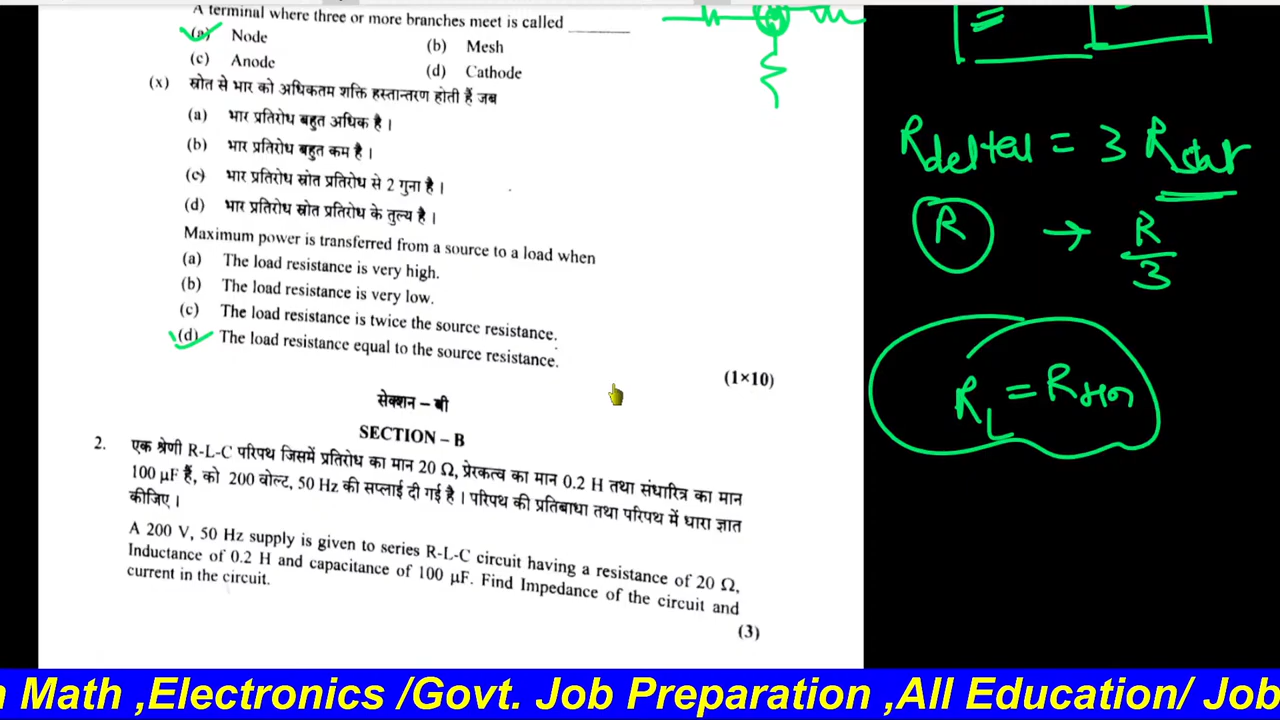 A terminal where three or more branches meet is called ______
(a) Node
(b) Mesh
(c) Anode
(d) Cathode
(x) स्रोत से भार को अधिकतम शक्ति हस्तान्तरण होती हैं जब
(a) भार प्रतिरोध बहुत अधिक है।
(b) भार प्रतिरोध बहुत कम है।
(c) भार प्रतिरोध स्रोत प्रतिरोध से 2 गुना है।
(d) भार प्रतिरोध स्रोत प्रतिरोध के तुल्य है।
Maximum power is transferred from a source to a load when
(a) The load resistance is very high.
(b) The load resistance is very low.
(c) The load resistance is twice the source resistance.
(d) The load resistance equal to the source resistance.
(1×10)
सेक्शन – बी
SECTION – B
2. एक श्रेणी R-L-C परिपथ जिसमें प्रतिरोध का मान 20 Ω, प्रेरकत्व का मान 0.2 H तथा संधारित्र का मान
100 μF हैं, को 200 वोल्ट, 50 Hz की सप्लाई दी गई है। परिपथ की प्रतिबाधा तथा परिपथ में धारा ज्ञात
कीजिए।
A 200 V, 50 Hz supply is given to series R-L-C circuit having a resistance of 20 Ω,
Inductance of 0.2 H and capacitance of 100 μF. Find Impedance of the circuit and
current in the circuit.
(3)
= 3 R
R → R
3
R_L = R
n Math ,Electronics /Govt. Job Preparation ,All Education/ Job